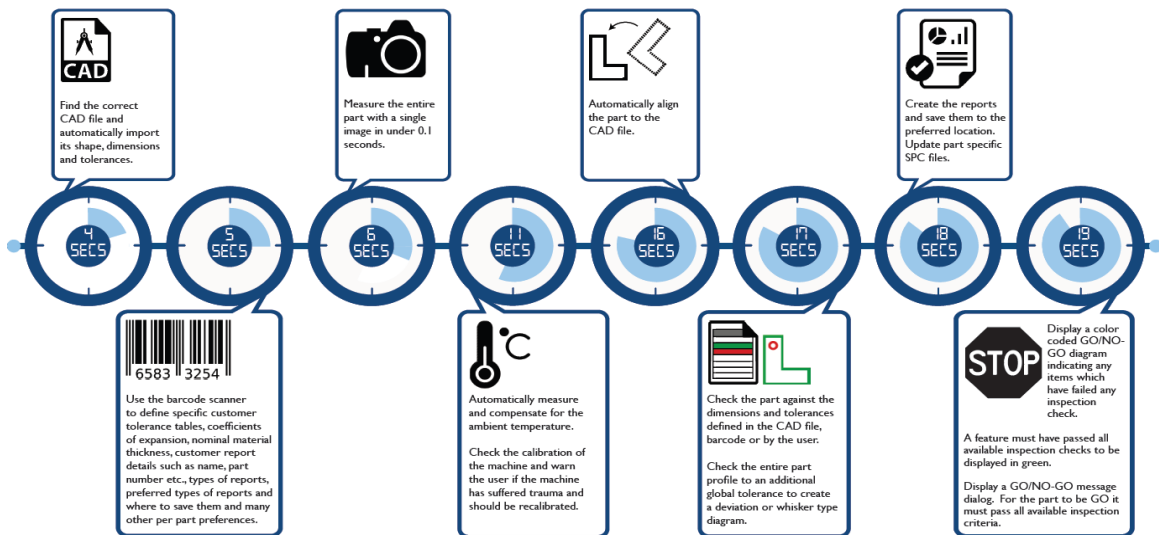 CAD
Find the correct
CAD file and
automatically import
its shape, dimensions
and tolerances.
4
SECS
5
SECS
6583 3254
Use the barcode scanner
to define specific customer
tolerance tables, coefficients
of expansion, nominal material
thickness, customer report
details such as name, part
number etc., types of reports,
preferred types of reports and
where to save them and many
other per part preferences.
Measure the entire
part with a single
image in under 0.1
seconds.
6
SECS
11
SECS
°C
Automatically measure
and compensate for the
ambient temperature.
Check the calibration of
the machine and warn
the user if the machine
has suffered trauma and
should be recalibrated.
Automatically align
the part to the
CAD file.
16
SECS
17
SECS
Check the part against the
dimensions and tolerances
defined in the CAD file,
barcode or by the user.
Check the entire part
profile to an additional
global tolerance to create
a deviation or whisker type
diagram.
Create the reports
and save them to the
preferred location.
Update part specific
SPC files.
18
SECS
19
SECS
STOP
Display a color
coded GO/NO-
GO diagram
indicating any
items which
have failed any
inspection
check.
A feature must have passed all
available inspection checks to be
displayed in green.
Display a GO/NO-GO message
dialog. For the part to be GO it
must pass all available inspection
criteria.